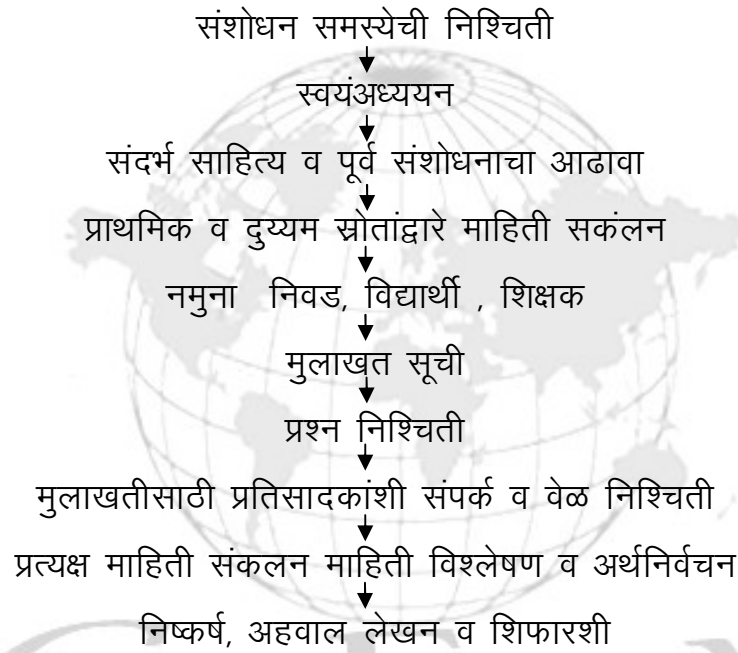 संशोधन समस्येची निश्चिती
स्वयंअध्ययन
संदर्भ साहित्य व पूर्व संशोधनाचा आढावा
प्राथमिक व दुय्यम स्रोतांद्वारे माहिती सकंलन
नमुना निवड, विद्यार्थी , शिक्षक
मुलाखत सूची
प्रश्न निश्चिती
मुलाखतीसाठी प्रतिसादकांशी संपर्क व वेळ निश्चिती
प्रत्यक्ष माहिती संकलन माहिती विश्लेषण व अर्थनिर्वचन
निष्कर्ष, अहवाल लेखन व शिफारशी